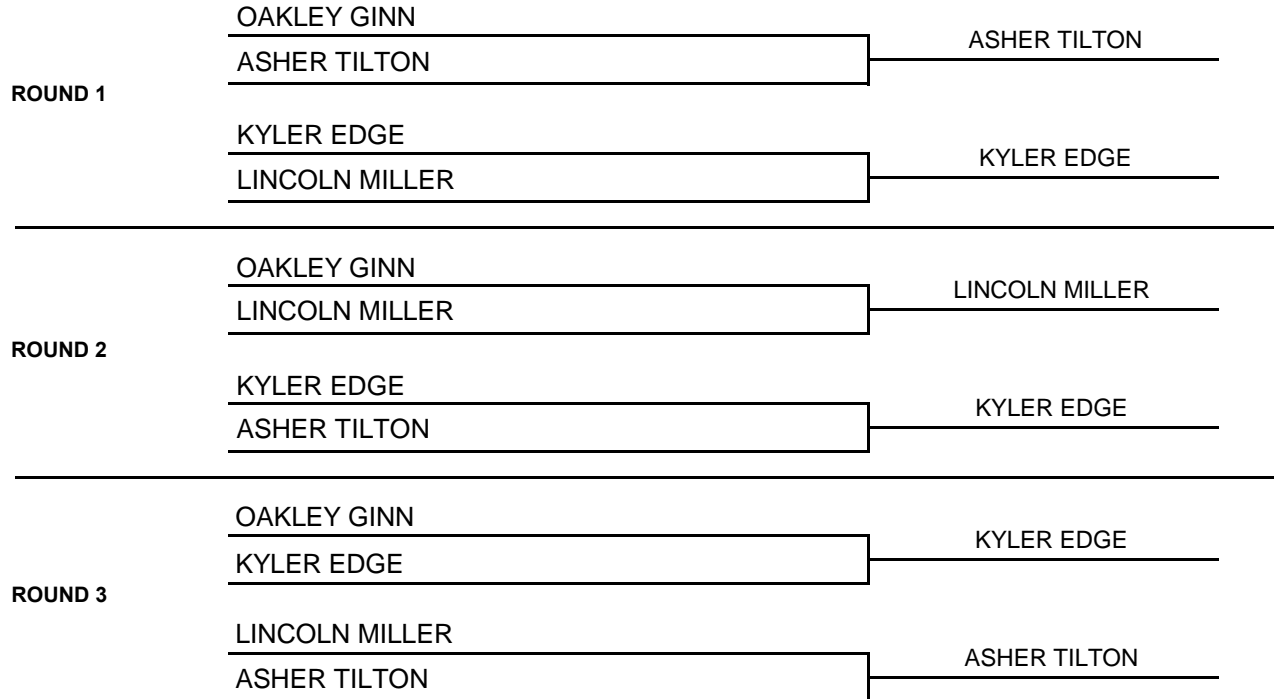 OAKLEY GINN
ASHER TILTON
ASHER TILTON
ROUND 1
KYLER EDGE
LINCOLN MILLER
KYLER EDGE
OAKLEY GINN
LINCOLN MILLER
LINCOLN MILLER
ROUND 2
KYLER EDGE
ASHER TILTON
KYLER EDGE
OAKLEY GINN
KYLER EDGE
KYLER EDGE
ROUND 3
LINCOLN MILLER
ASHER TILTON
ASHER TILTON